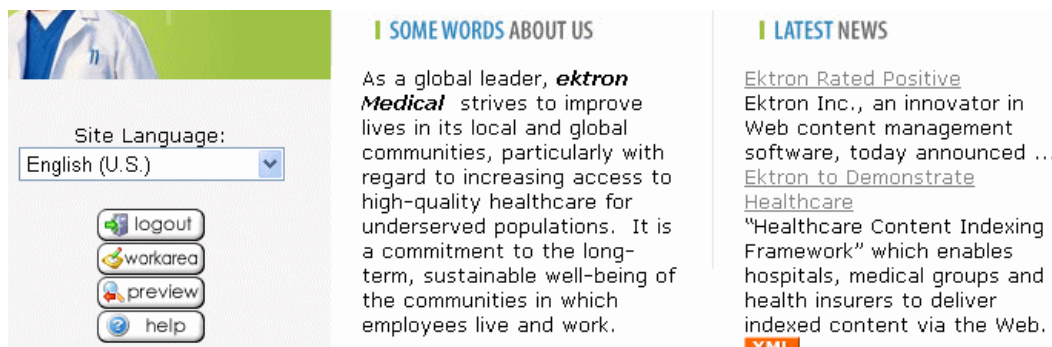 Site Language:
English (U.S.)
logout
workarea
preview
help
SOME WORDS ABOUT US
As a global leader, ektron
Medical strives to improve
lives in its local and global
communities, particularly with
regard to increasing access to
high-quality healthcare for
underserved populations. It is
a commitment to the long-
term, sustainable well-being of
the communities in which
employees live and work.
LATEST NEWS
Ektron Rated Positive
Ektron Inc., an innovator in
Web content management
software, today announced ...
Ektron to Demonstrate
Healthcare
"Healthcare Content Indexing
Framework” which enables
hospitals, medical groups and
health insurers to deliver
indexed content via the Web.
XML